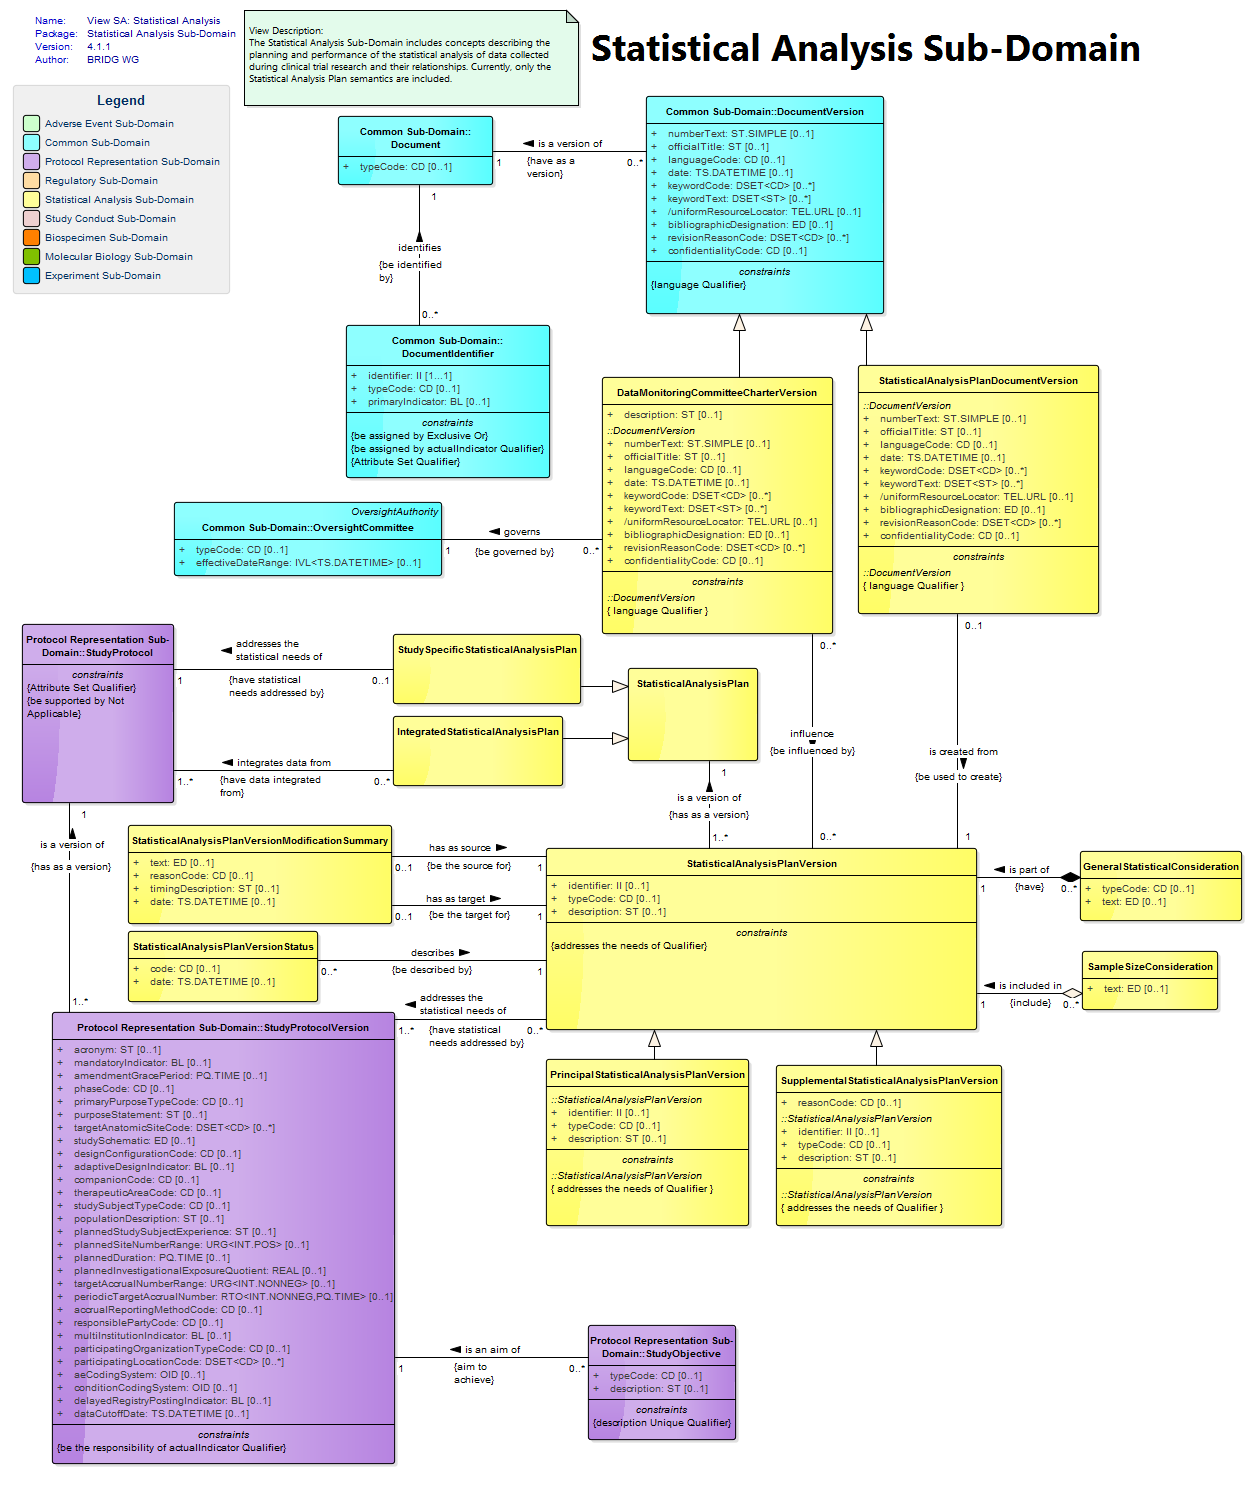 Name: View SA: Statistical Analysis
Package: Statistical Analysis Sub-Domain
Version: 4.1.1
Author: BRIDG WG
View Description:
The Statistical Analysis Sub-Domain includes concepts describing the
planning and performance of the statistical analysis of data collected
during clinical trial research and their relationships. Currently, only the
Statistical Analysis Plan semantics are included.
Statistical Analysis Sub-Domain
Legend
Adverse Event Sub-Domain
Common Sub-Domain
Protocol Representation Sub-Domain
Regulatory Sub-Domain
Statistical Analysis Sub-Domain
Study Conduct Sub-Domain
Biospecimen Sub-Domain
Molecular Biology Sub-Domain
Experiment Sub-Domain
Common Sub-Domain::
Document
+ typeCode: CD [0..1]
is a version of
1
0..*
{have as a
version}
Common Sub-Domain::DocumentVersion
+ numberText: ST.SIMPLE [0..1]
+ officialTitle: ST [0..1]
+ languageCode: CD [0..1]
+ date: TS.DATETIME [0..1]
+ keywordCode: DSET<CD> [0..*]
+ keywordText: DSET<ST> [0..*]
+ /uniformResourceLocator: TEL.URL [0..1]
+ bibliographicDesignation: ED [0..1]
+ revisionReasonCode: DSET<CD> [0..*]
+ confidentialityCode: CD [0..1]
constraints
{language Qualifier}
1
identifies
{be identified
by}
0..*
Common Sub-Domain::
DocumentIdentifier
+ identifier: II [1...1]
+ typeCode: CD [0..1]
+ primaryIndicator: BL [0..1]
constraints
{be assigned by Exclusive Or}
{be assigned by actualIndicator Qualifier}
{Attribute Set Qualifier}
DataMonitoringCommitteeCharterVersion
+ description: ST [0..1]
::DocumentVersion
+ numberText: ST.SIMPLE [0..1]
+ officialTitle: ST [0..1]
+ languageCode: CD [0..1]
+ date: TS.DATETIME [0..1]
+ keywordCode: DSET<CD> [0..*]
+ keywordText: DSET<ST> [0..*]
+ /uniformResourceLocator: TEL.URL [0..1]
+ bibliographicDesignation: ED [0..1]
+ revisionReasonCode: DSET<CD> [0..*]
+ confidentialityCode: CD [0..1]
constraints
::DocumentVersion
{ language Qualifier }
StatisticalAnalysisPlanDocumentVersion
::DocumentVersion
+ numberText: ST.SIMPLE [0..1]
+ officialTitle: ST [0..1]
+ languageCode: CD [0..1]
+ date: TS.DATETIME [0..1]
+ keywordCode: DSET<CD> [0..*]
+ keywordText: DSET<ST> [0..*]
+ /uniformResourceLocator: TEL.URL [0..1]
+ bibliographicDesignation: ED [0..1]
+ revisionReasonCode: DSET<CD> [0..*]
+ confidentialityCode: CD [0..1]
constraints
::DocumentVersion
{ language Qualifier }
OversightAuthority
Common Sub-Domain::OversightCommittee
+ typeCode: CD [0..1]
+ effectiveDateRange: IVL<TS.DATETIME> [0..1]
governs
1
{be governed by}
0..*
Protocol Representation Sub-
Domain::StudyProtocol
constraints
{Attribute Set Qualifier}
{be supported by Not
Applicable}
addresses the
statistical needs of
1
{have statistical
needs addressed by}
0..1
StudySpecificStatisticalAnalysisPlan
IntegratedStatisticalAnalysisPlan
StatisticalAnalysisPlan
integrates data from
1..*
{have data integrated
from}
0..*
0..*
influence
{be influenced by}
0..*
0..1
is created from
{be used to create}
1
1
is a version of
{has as a version}
1..*
1
is a version of
{has as a version}
1..*
StatisticalAnalysisPlanVersionModificationSummary
+ text: ED [0..1]
+ reasonCode: CD [0..1]
+ timingDescription: ST [0..1]
+ date: TS.DATETIME [0..1]
has as source
0..1
{be the source for}
1
has as target
0..1
{be the target for}
1
StatisticalAnalysisPlanVersionStatus
+ code: CD [0..1]
+ date: TS.DATETIME [0..1]
describes
0..*
{be described by}
1
StatisticalAnalysisPlanVersion
+ identifier: II [0..1]
+ typeCode: CD [0..1]
+ description: ST [0..1]
constraints
{addresses the needs of Qualifier}
is part of
1
{have}
0..*
GeneralStatisticalConsideration
+ typeCode: CD [0..1]
+ text: ED [0..1]
is included in
1
{include}
0..*
SampleSizeConsideration
+ text: ED [0..1]
addresses the
statistical needs of
1..*
{have statistical
needs addressed by}
0..*
Protocol Representation Sub-Domain::StudyProtocolVersion
+ acronym: ST [0..1]
+ mandatoryIndicator: BL [0..1]
+ amendmentGracePeriod: PQ.TIME [0..1]
+ phaseCode: CD [0..1]
+ primaryPurposeTypeCode: CD [0..1]
+ purposeStatement: ST [0..1]
+ targetAnatomicSiteCode: DSET<CD> [0..*]
+ studySchematic: ED [0..1]
+ designConfigurationCode: CD [0..1]
+ adaptiveDesignIndicator: BL [0..1]
+ companionCode: CD [0..1]
+ therapeuticAreaCode: CD [0..1]
+ studySubjectTypeCode: CD [0..1]
+ populationDescription: ST [0..1]
+ plannedStudySubjectExperience: ST [0..1]
+ plannedSiteNumberRange: URG<INT.POS> [0..1]
+ plannedDuration: PQ.TIME [0..1]
+ plannedInvestigationalExposureQuotient: REAL [0..1]
+ targetAccrualNumberRange: URG<INT.NONNEG> [0..1]
+ periodicTargetAccrualNumber: RTO<INT.NONNEG,PQ.TIME> [0..1]
+ accrualReportingMethodCode: CD [0..1]
+ responsiblePartyCode: CD [0..1]
+ multiInstitutionIndicator: BL [0..1]
+ participatingOrganizationTypeCode: CD [0..1]
+ participatingLocationCode: DSET<CD> [0..*]
+ aeCodingSystem: OID [0..1]
+ conditionCodingSystem: OID [0..1]
+ delayedRegistryPostingIndicator: BL [0..1]
+ dataCutoffDate: TS.DATETIME [0..1]
constraints
{be the responsibility of actualIndicator Qualifier}
PrincipalStatisticalAnalysisPlanVersion
::StatisticalAnalysisPlanVersion
+ identifier: II [0..1]
+ typeCode: CD [0..1]
+ description: ST [0..1]
constraints
::StatisticalAnalysisPlanVersion
{ addresses the needs of Qualifier }
SupplementalStatisticalAnalysisPlanVersion
+ reasonCode: CD [0..1]
::StatisticalAnalysisPlanVersion
+ identifier: II [0..1]
+ typeCode: CD [0..1]
+ description: ST [0..1]
constraints
::StatisticalAnalysisPlanVersion
{ addresses the needs of Qualifier }
is an aim of
1
{aim to
achieve}
0..*
Protocol Representation Sub-
Domain::StudyObjective
+ typeCode: CD [0..1]
+ description: ST [0..1]
constraints
{description Unique Qualifier}